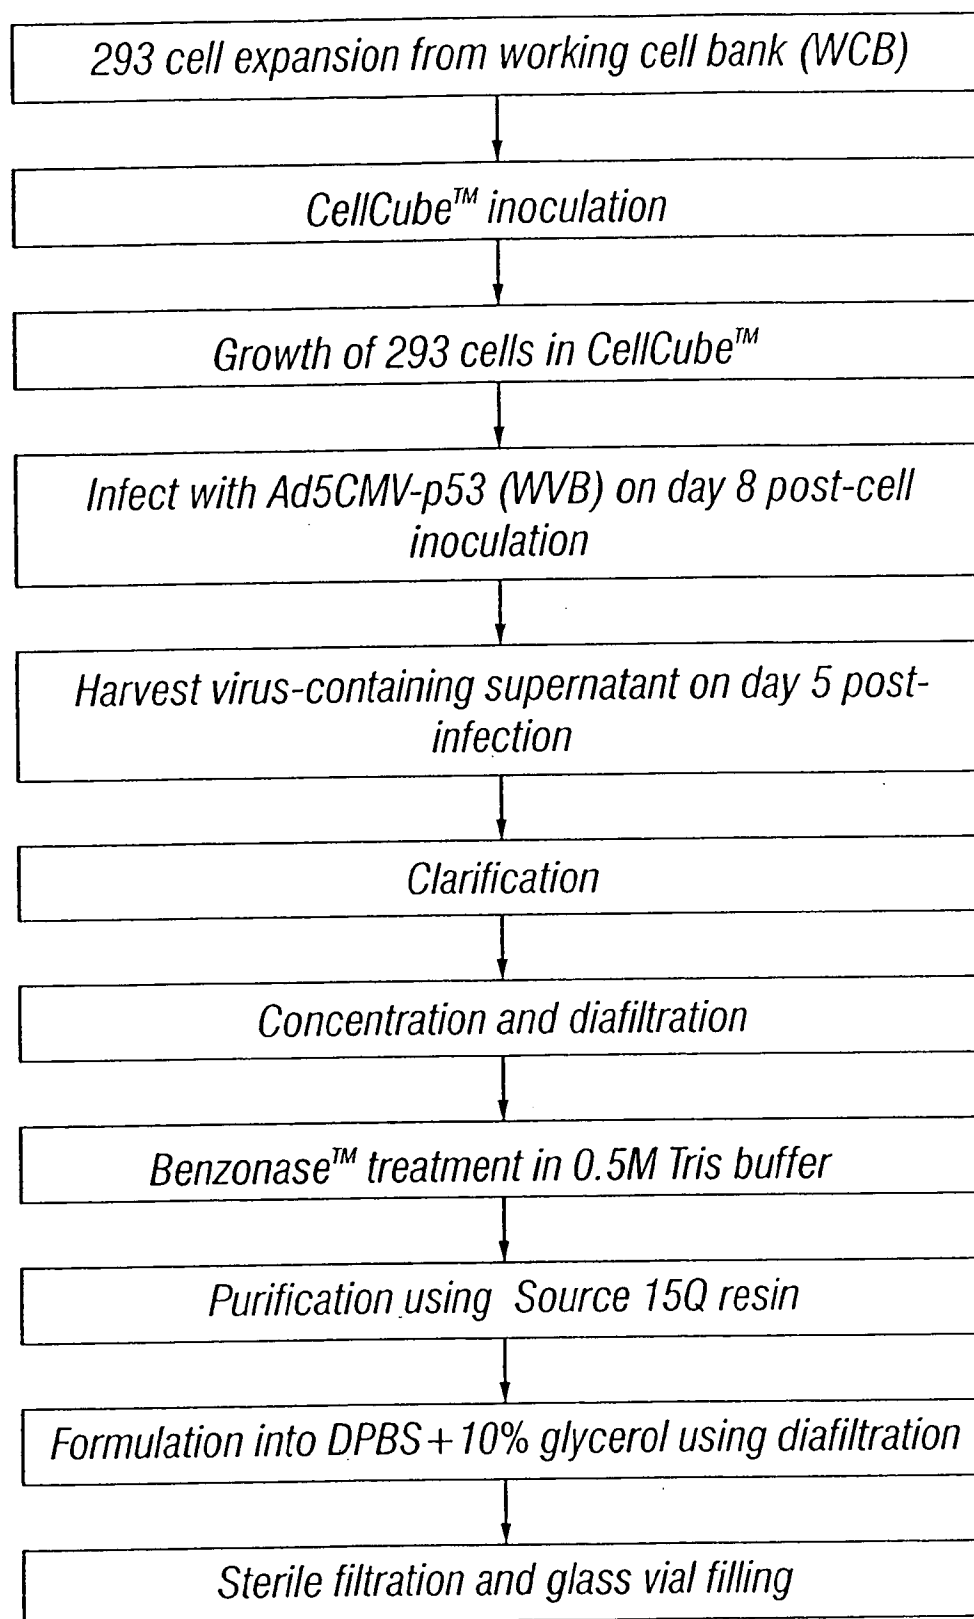 293 cell expansion from working cell bank (WCB)
CellCube™ inoculation
Growth of 293 cells in CellCube™
Infect with Ad5CMV-p53 (WVB) on day 8 post-cell
inoculation
Harvest virus-containing supernatant on day 5 post-
infection
Clarification
Concentration and diafiltration
Benzonase™ treatment in 0.5M Tris buffer
Purification using Source 15Q resin
Formulation into DPBS+10% glycerol using diafiltration
Sterile filtration and glass vial filling